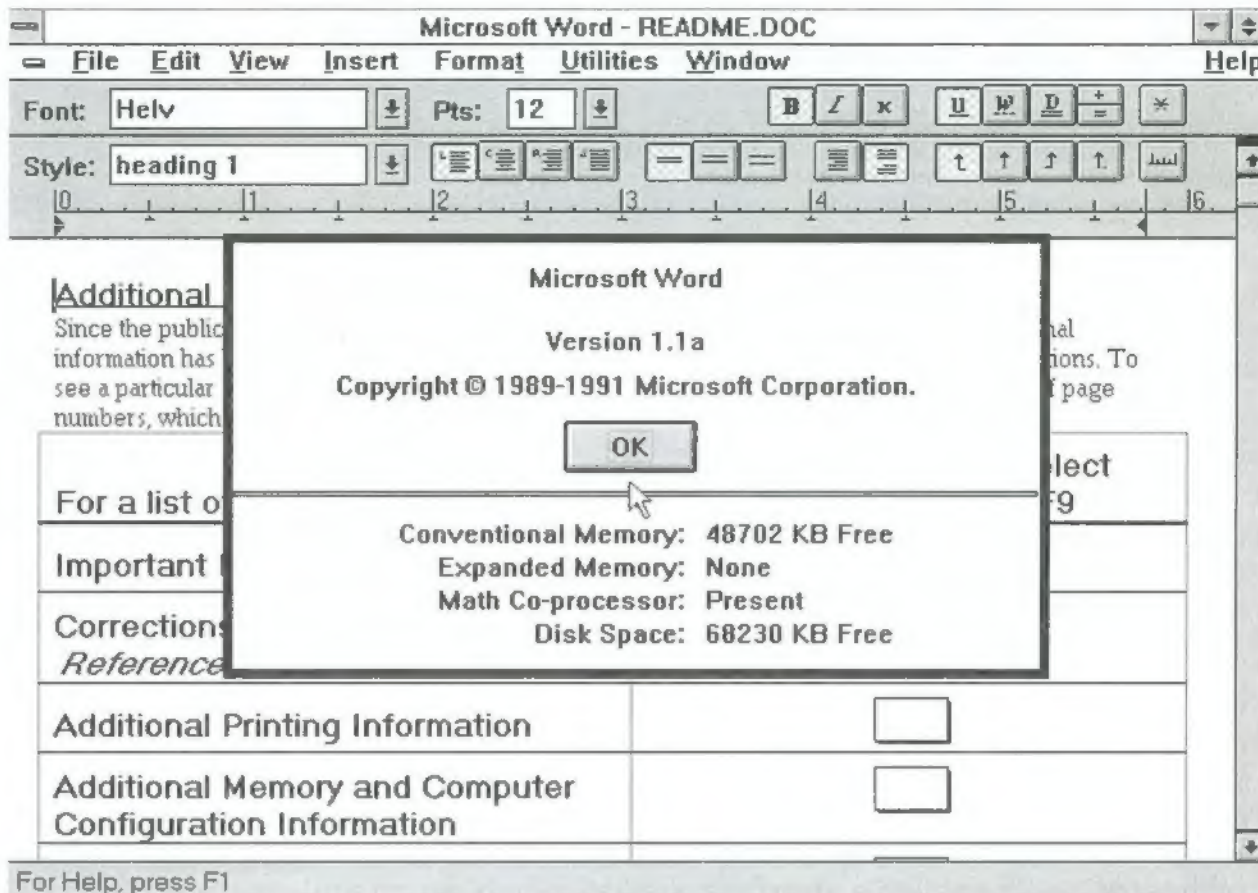 Microsoft Word - README.DOC
File Edit View Insert Format Utilities Window Help
Font: Helv Pts: 12 B I K U W D + = *
Style: heading 1
0 1 2 3 4 5 6
Additional
Since the public
information has
see a particular
numbers, which
nal
ions. To
f page
Microsoft Word
Version 1.1a
Copyright © 1989-1991 Microsoft Corporation.
OK
Conventional Memory: 48702 KB Free
Expanded Memory: None
Math Co-processor: Present
Disk Space: 68230 KB Free
lect
For a list o F9
Important
Corrections
Reference
Additional Printing Information
Additional Memory and Computer
Configuration Information
For Help, press F1